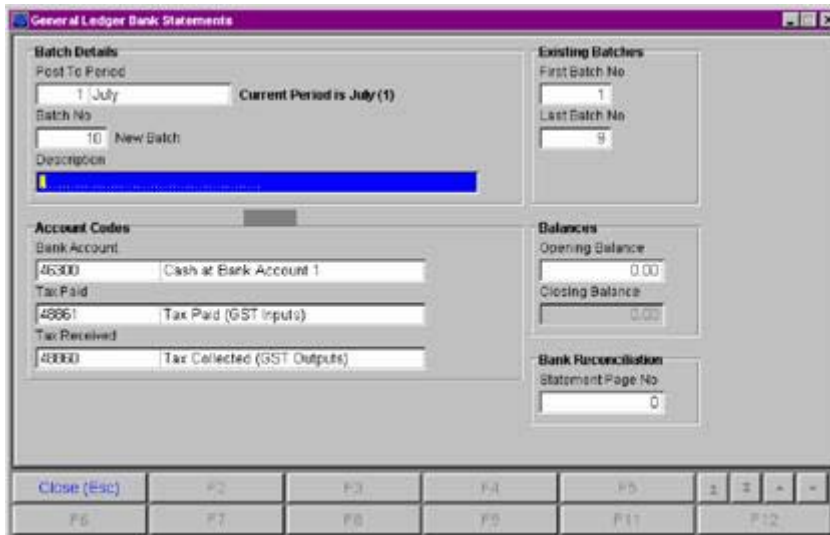 General Ledger Bank Statements
Batch Details
Post To Period
1 July Current Period is July (1)
Batch No
10 New Batch
Description
Existing Batches
First Batch No
1
Last Batch No
9
Account Codes
Bank Account
46300 Cash at Bank Account 1
Tax Paid
48861 Tax Paid (GST Inputs)
Tax Received
48860 Tax Collected (GST Outputs)
Balances
Opening Balance
0.00
Closing Balance
0.00
Bank Reconciliation
Statement Page No
0
Close (Esc) F2 F3 F4 F5
F6 F7 F8 F9 F11 F12